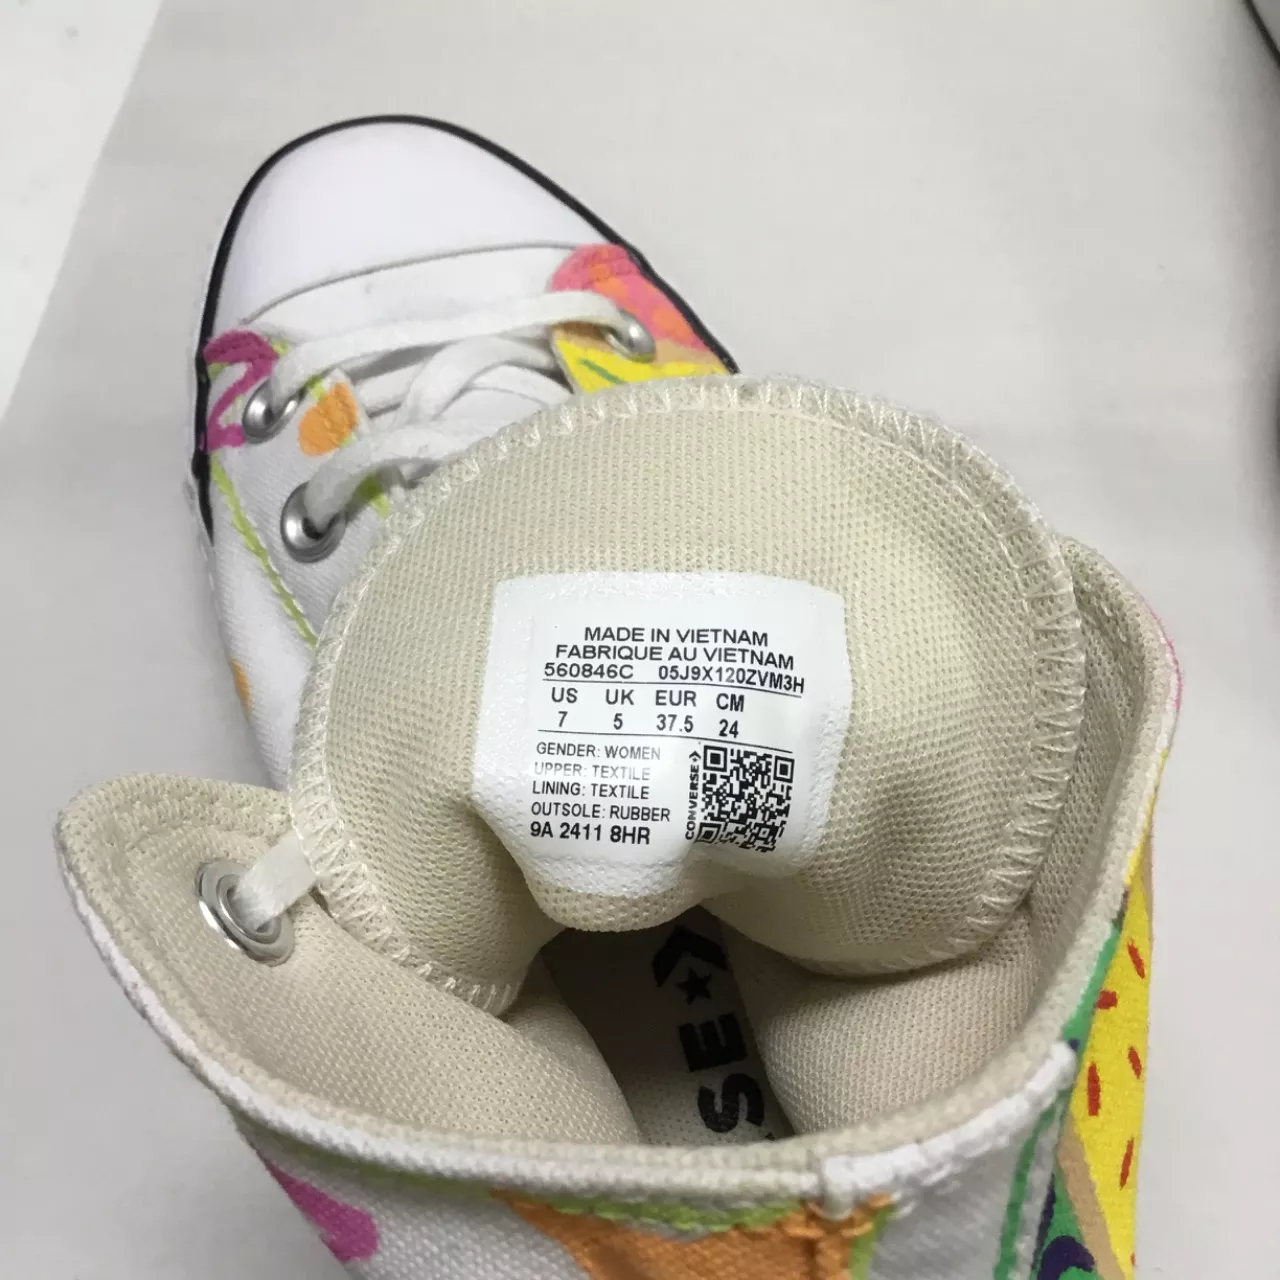 MADE IN VIETNAM
FABRIQUE AU VIETNAM
560846C 05J9X120ZVM3H
US UK EUR CM
7 5 37.5 24
GENDER: WOMEN
UPPER: TEXTILE
LINING: TEXTILE
OUTSOLE: RUBBER
9A 2411 8HR
CONVERSE
SE